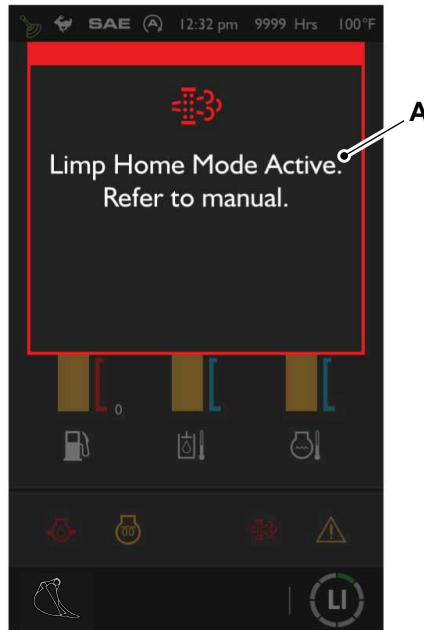 SAE A 12:32 pm 9999 Hrs 100°F
A
Limp Home Mode Active.
Refer to manual.
0
LI